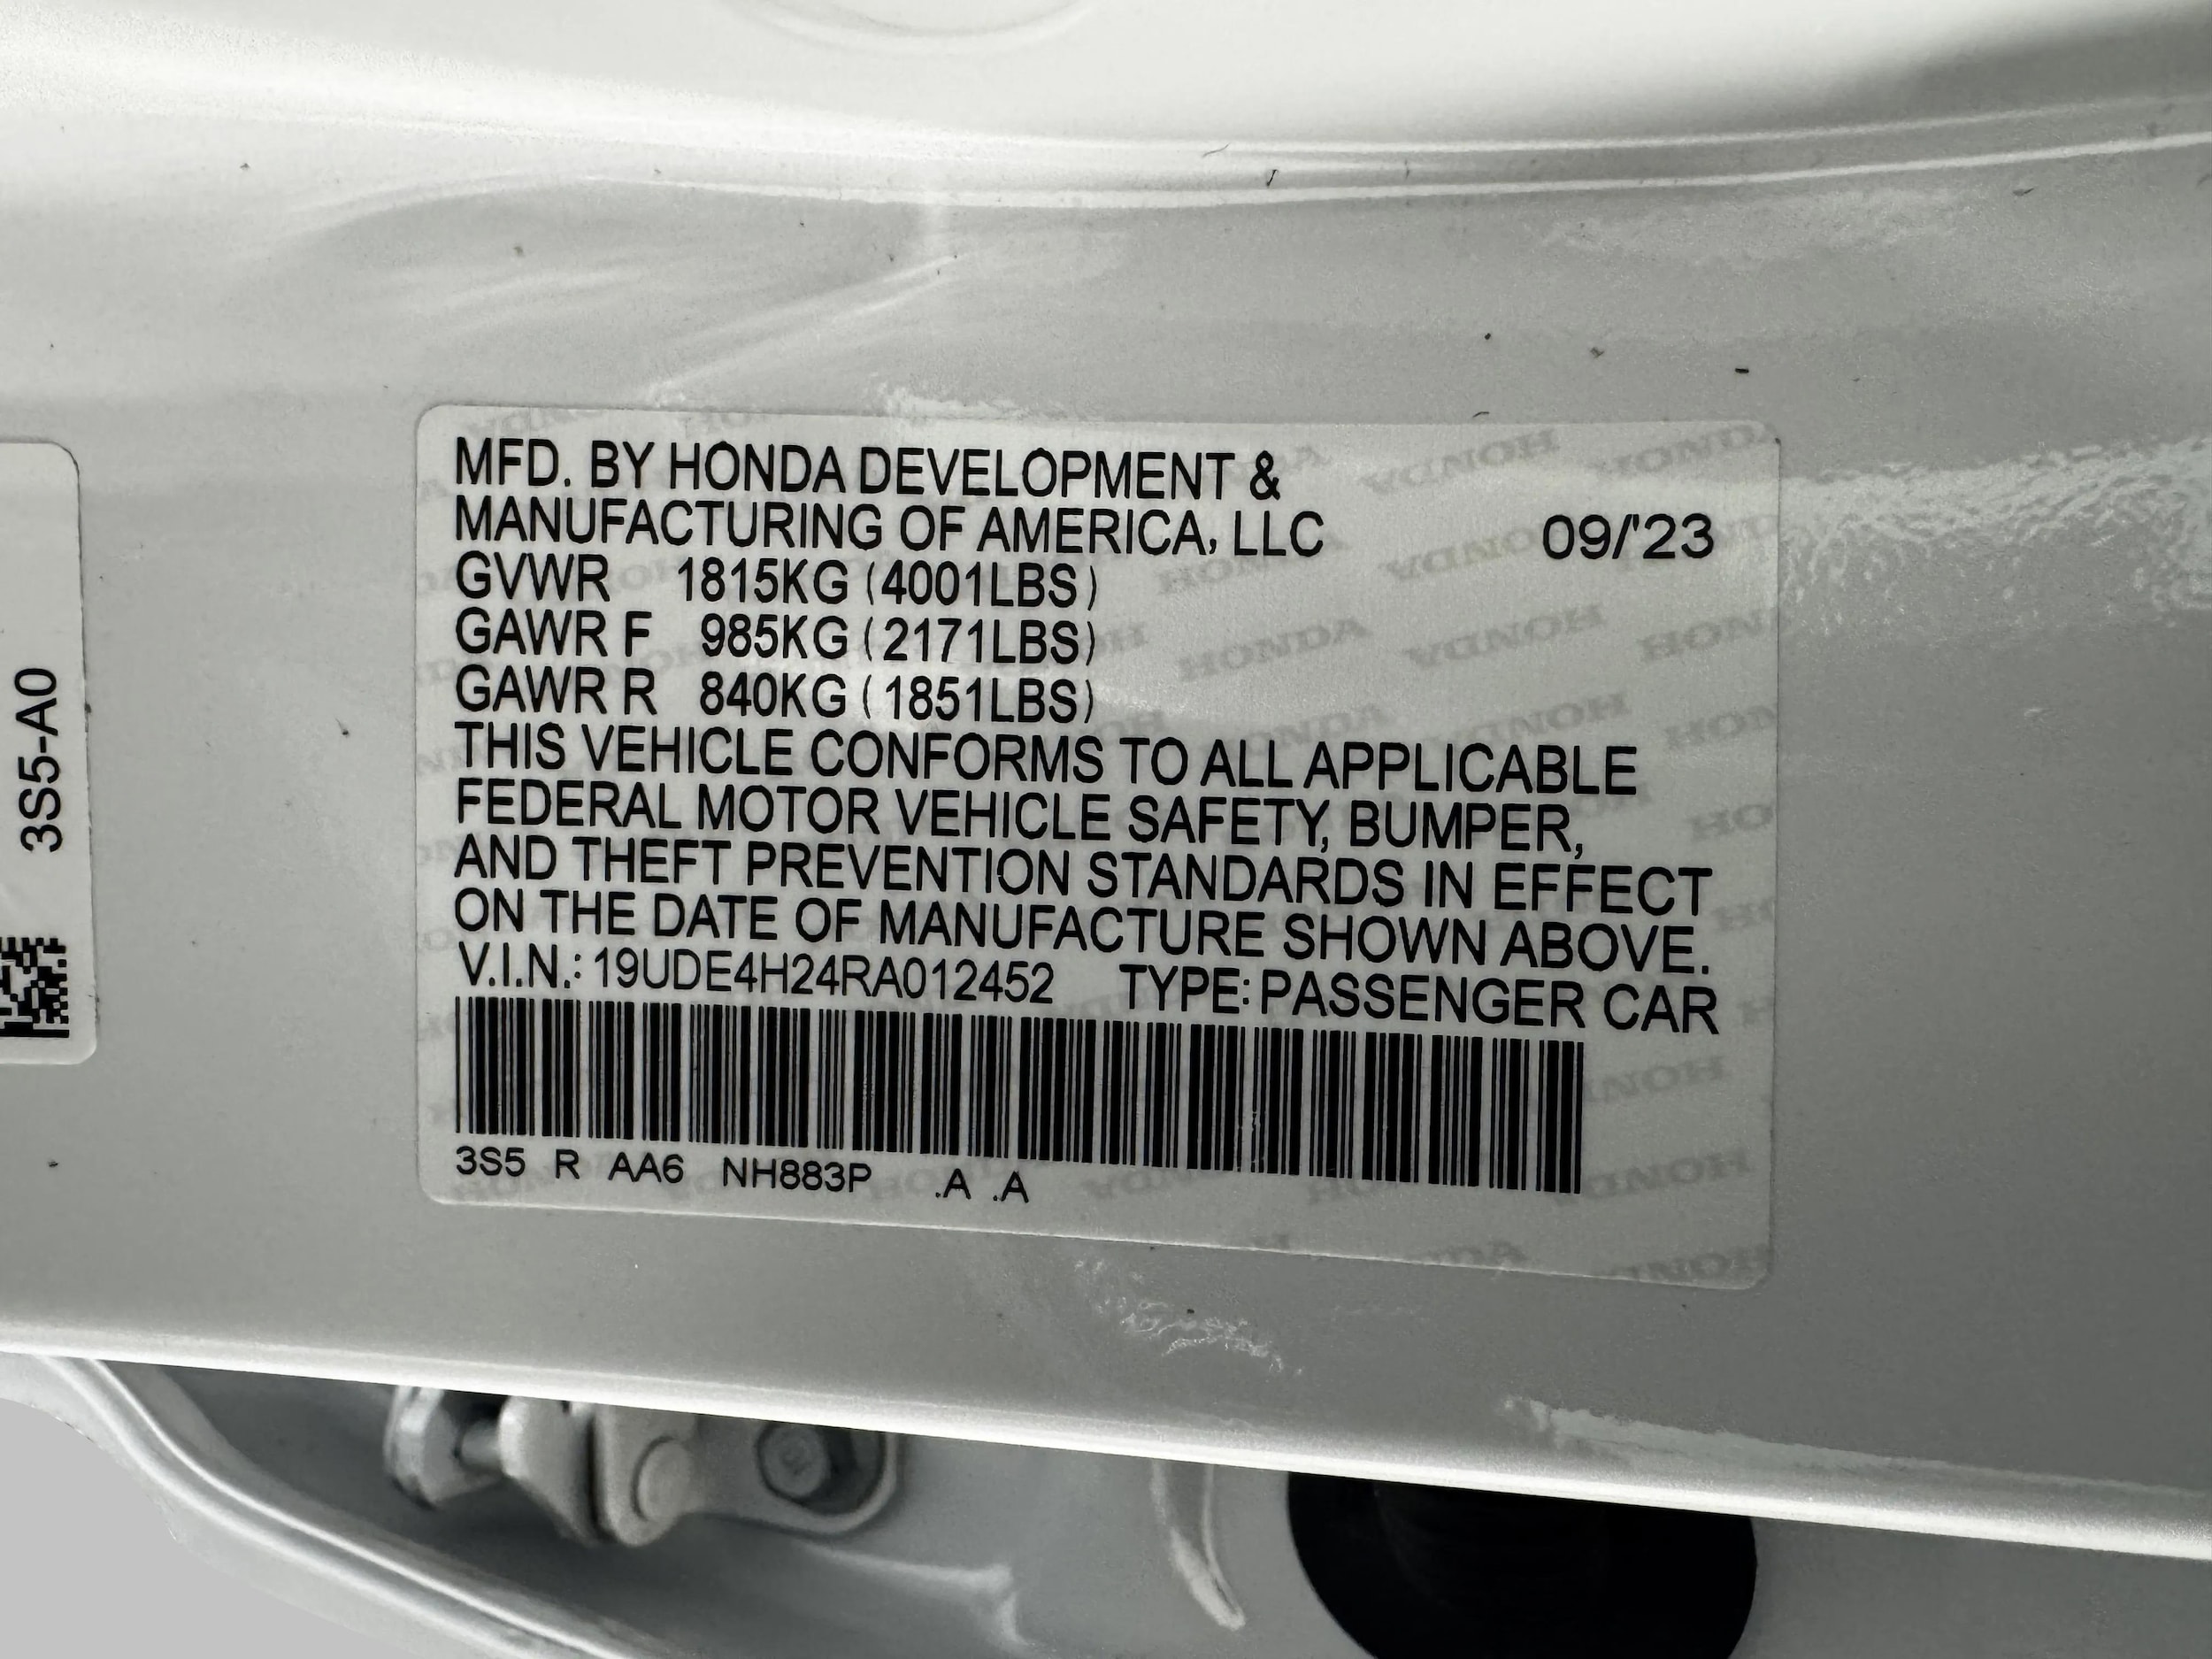 MFD. BY HONDA DEVELOPMENT &
MANUFACTURING OF AMERICA, LLC 09/'23
GVWR 1815KG (4001LBS)
GAWR F 985KG (2171LBS)
GAWR R 840KG (1851LBS)
THIS VEHICLE CONFORMS TO ALL APPLICABLE
FEDERAL MOTOR VEHICLE SAFETY, BUMPER,
AND THEFT PREVENTION STANDARDS IN EFFECT
ON THE DATE OF MANUFACTURE SHOWN ABOVE.
V.I.N.: 19UDE4H24RA012452 TYPE: PASSENGER CAR
3S5 R AA6 NH883P .A .A
3S5-A0
HONDA